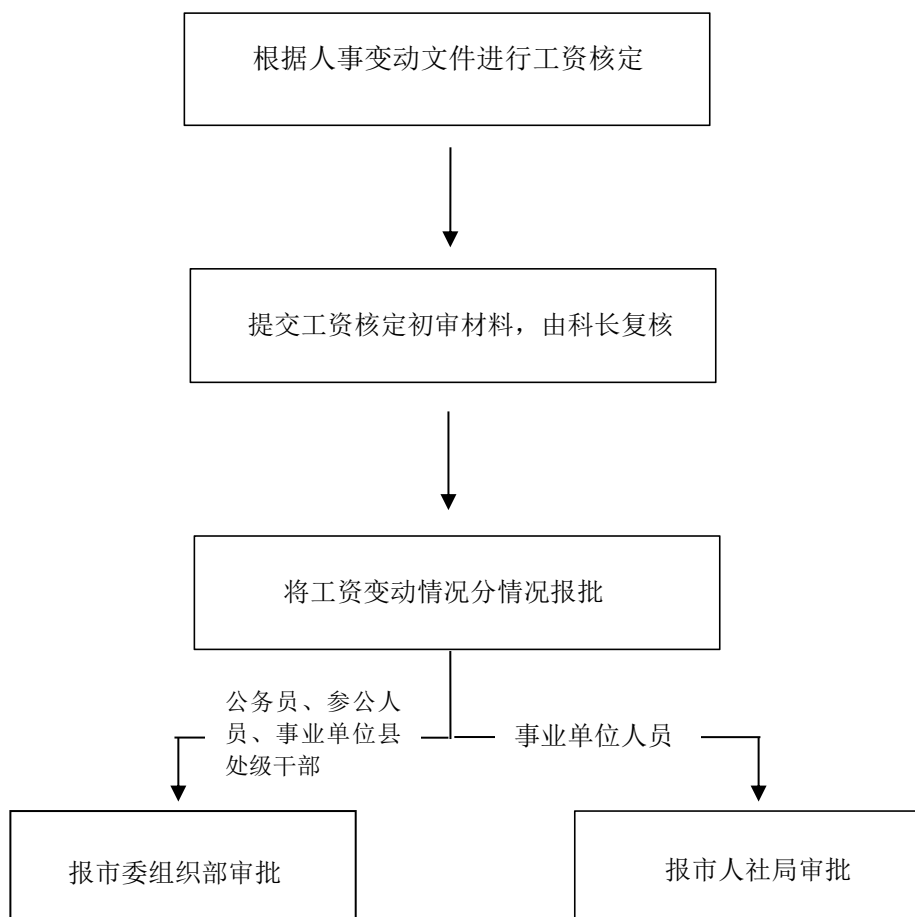 根据人事变动文件进行工资核定
提交工资核定初审材料，由科长复核
将工资变动情况分情况报批
公务员、参公人
员、事业单位县
处级干部
事业单位人员
报市委组织部审批
报市人社局审批